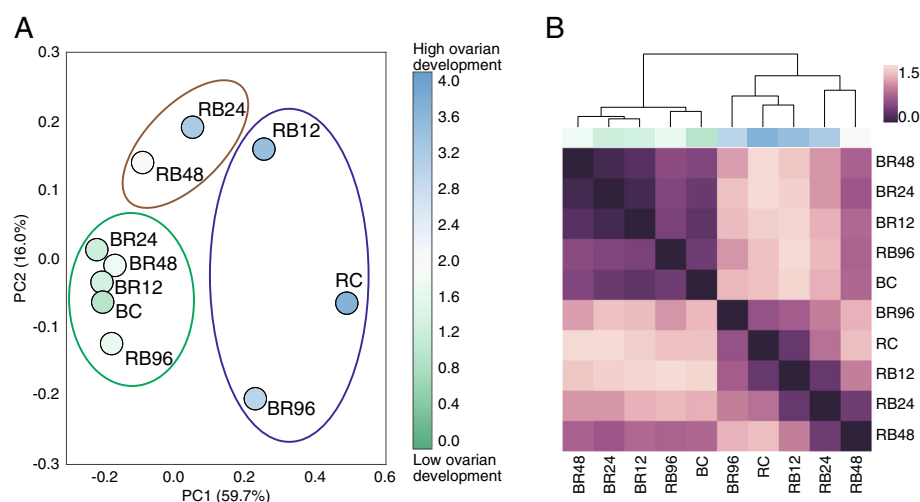 A
B
0.3
0.2
0.1
0.0
-0.1
-0.2
-0.3
PC2 (16.0%)
-0.2
0.0
0.2
0.4
0.6
PC1 (59.7%)
RB24
RB48
RB12
BR24
BR48
BR12
BC
RB96
RC
BR96
High ovarian
development
4.0
3.6
3.2
2.8
2.4
2.0
1.6
1.2
0.8
0.4
0.0
Low ovarian
development
1.5
0.0
BR48
BR24
BR12
RB96
BC
BR96
RC
RB12
RB24
RB48
BR48
BR24
BR12
RB96
BC
BR96
RC
RB12
RB24
RB48